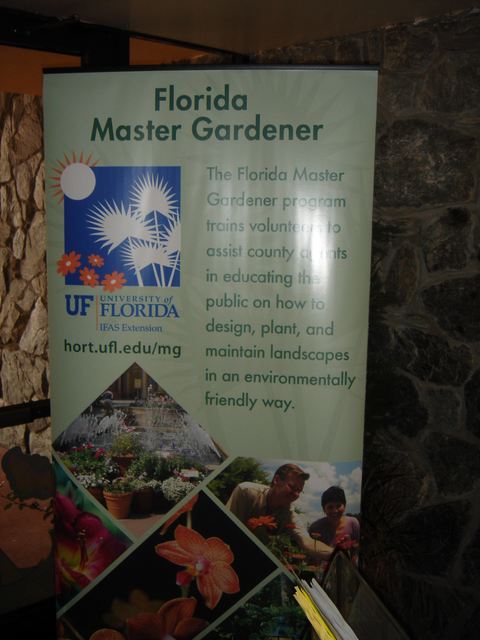 Florida
Master Gardener
The Florida Master
Gardener program
trains volunteers to
assist county agents
in educating the
public on how to
design, plant, and
maintain landscapes
in an environmentally
friendly way.
UF UNIVERSITY of
FLORIDA
IFAS Extension
hort.ufl.edu/mg